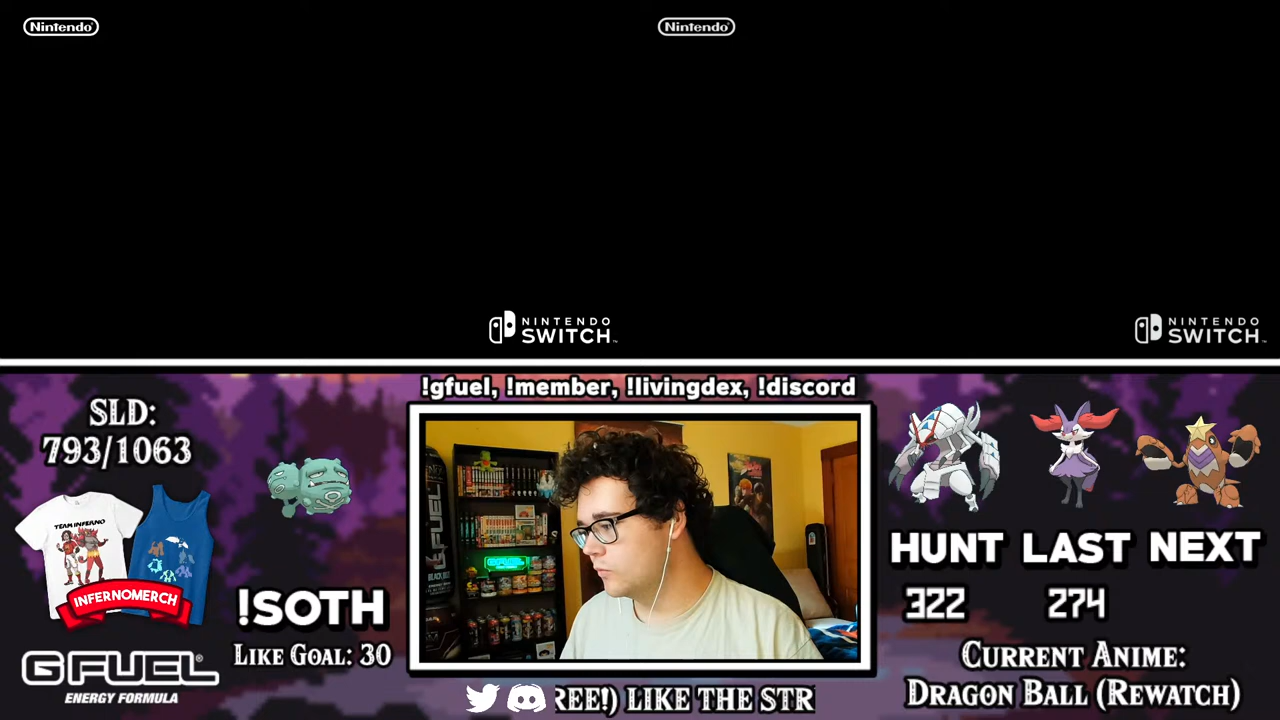 Nintendo
Nintendo
NINTENDO
SWITCH
NINTENDO
SWITCH
!gfuel, !member, !livingdex, !discord
SLD:
793/1063
TEAM INFERNO
INFERNOMERCH
G FUEL
ENERGY FORMULA
!SOTH
LIKE GOAL: 30
GFUEL
REE!) LIKE THE STR
HUNT LAST NEXT
322 274
CURRENT ANIME:
DRAGON BALL (REWATCH)